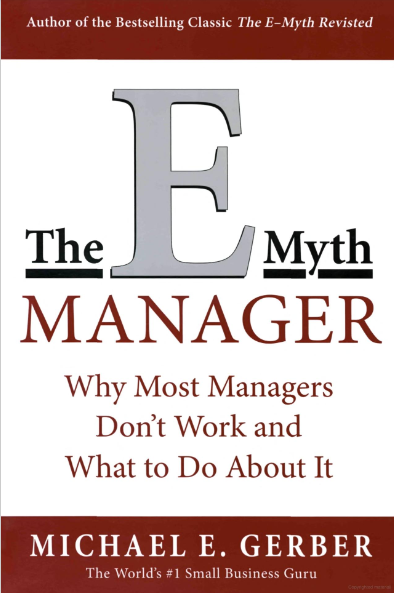 Author of the Bestselling Classic The E–Myth Revisted
The E Myth
MANAGER
Why Most Managers
Don't Work and
What to Do About It
MICHAEL E. GERBER
The World's #1 Small Business Guru